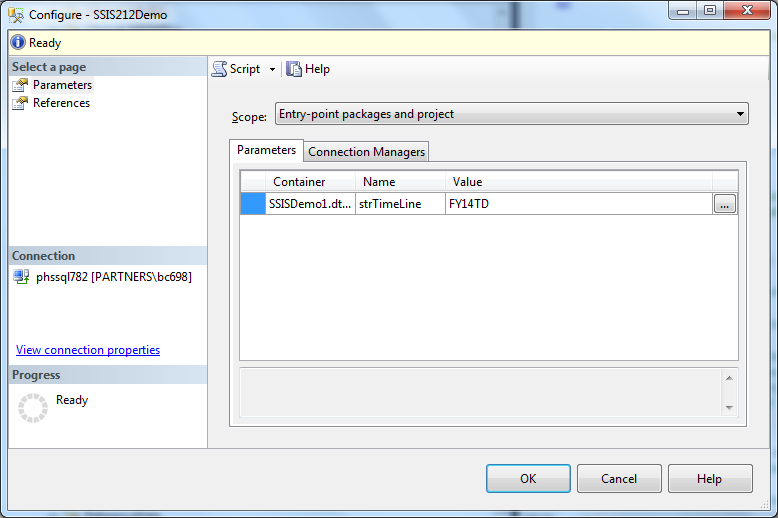 Configure - SSIS212Demo
Ready
Select a page
Parameters
References
Script
Help
Scope:
Entry-point packages and project
Parameters
Connection Managers
Container
Name
Value
SSISDemo1.dt...
strTimeLine
FY14TD
...
Connection
phssql782 [PARTNERS\bc698]
View connection properties
Progress
Ready
OK
Cancel
Help